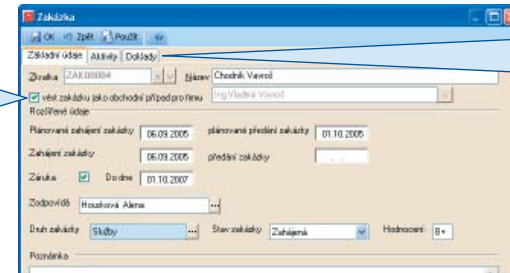 Zakázka
OK Zpět Použít
Základní údaje Aktivity Doklady
Zkratka ZAK00004 Název Chodník Vavroš
vést zakázku jako obchodní případ pro firmu Ing.Vladimír Vavroš
Rozšířené údaje
Plánované zahájení zakázky 06.09.2005 plánované předání zakázky 01.10.2005
Zahájení zakázky 06.09.2005 předání zakázky . .
Záruka Do dne 01.10.2007
Zodpovídá Housková Alena ...
Druh zakázky Služby ... Stav zakázky Zahájená Hodnocení B+
Poznámka